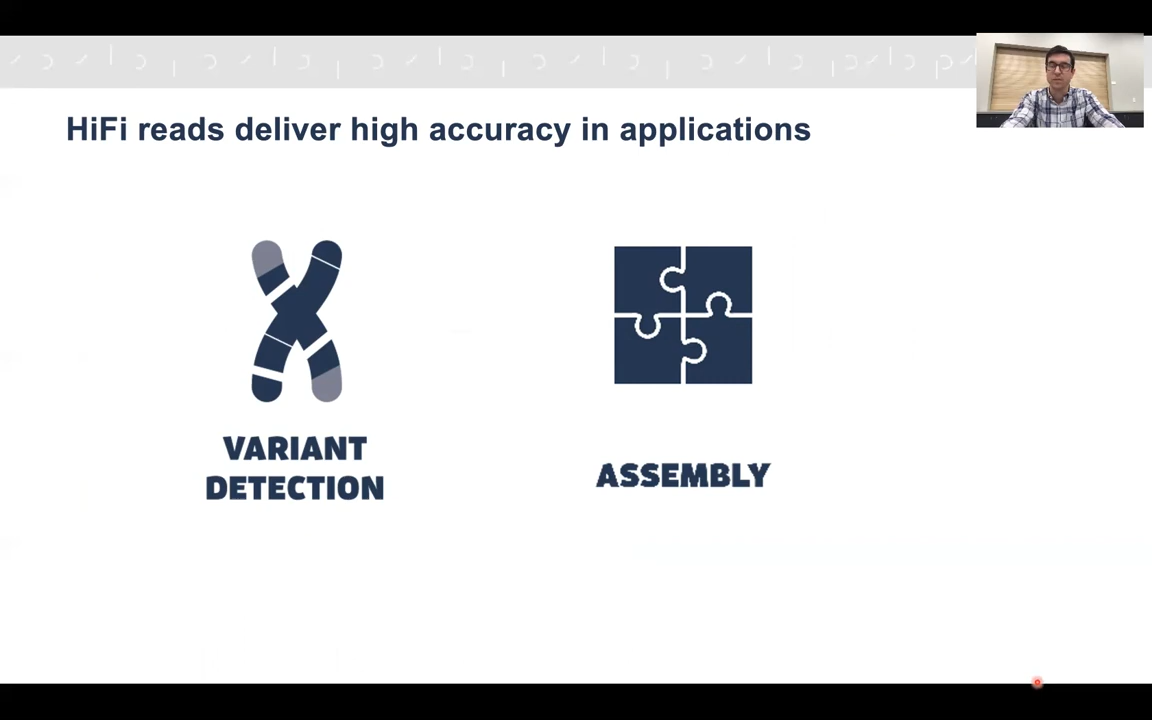 HiFi reads deliver high accuracy in applications
VARIANT
DETECTION
ASSEMBLY